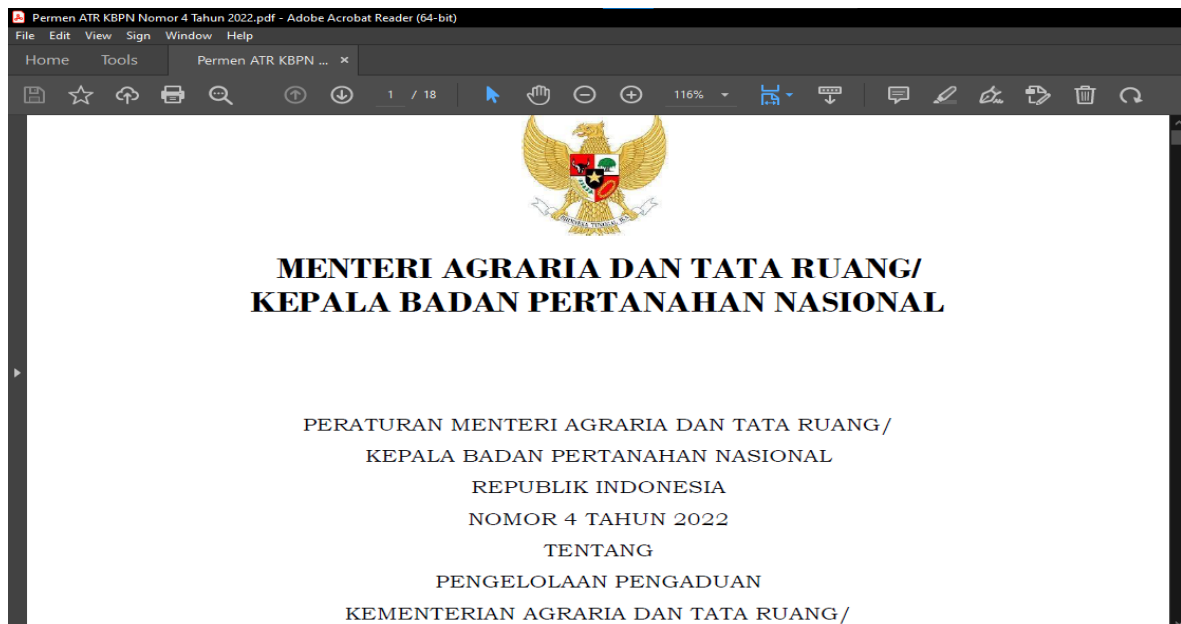 Permen ATR KBPN Nomor 4 Tahun 2022.pdf - Adobe Acrobat Reader (64-bit)
File Edit View Sign Window Help
Home Tools Permen ATR KBPN ... ×
1 / 18 116%
BHINNEKA TUNGGAL IKA
MENTERI AGRARIA DAN TATA RUANG/
KEPALA BADAN PERTANAHAN NASIONAL
PERATURAN MENTERI AGRARIA DAN TATA RUANG/
KEPALA BADAN PERTANAHAN NASIONAL
REPUBLIK INDONESIA
NOMOR 4 TAHUN 2022
TENTANG
PENGELOLAAN PENGADUAN
KEMENTERIAN AGRARIA DAN TATA RUANG/